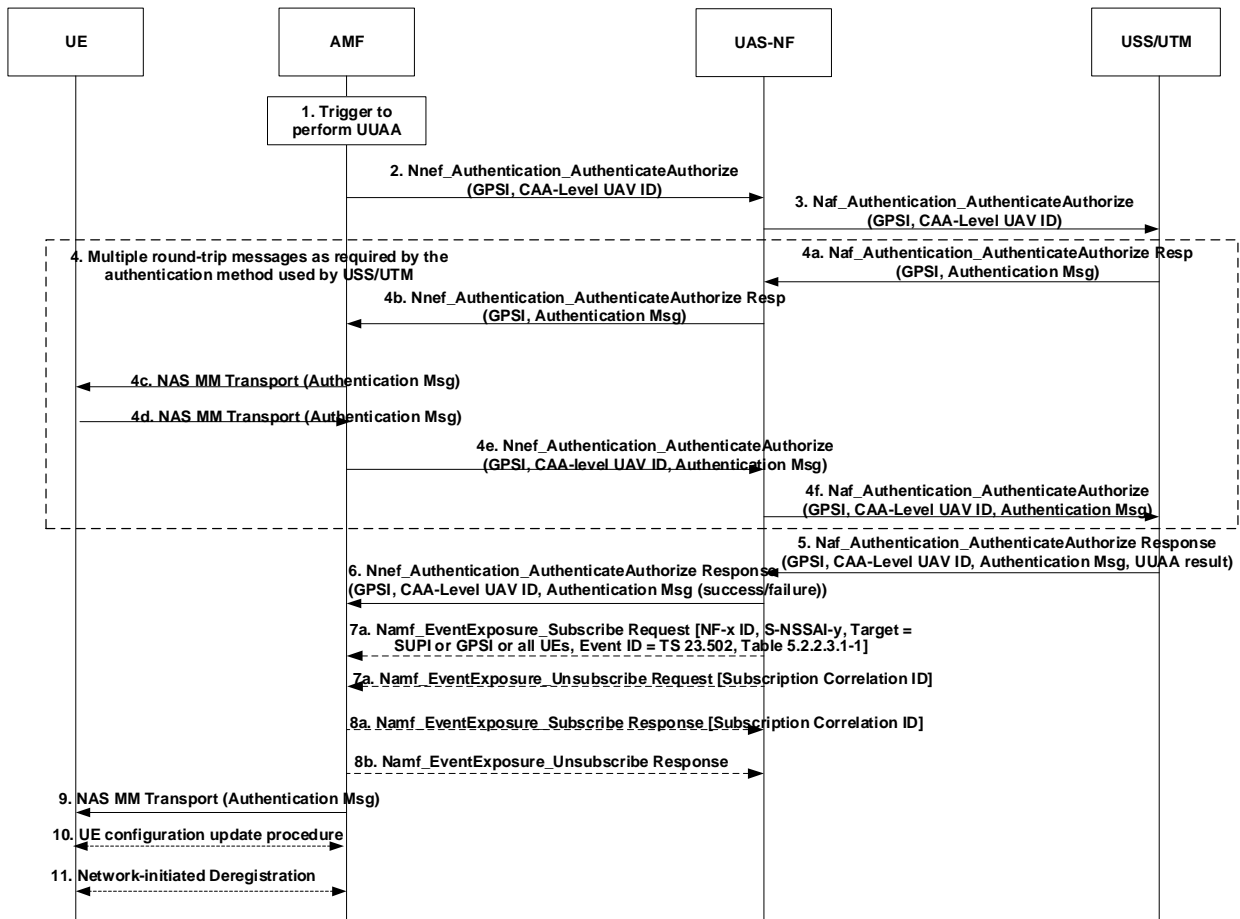 UE
AMF
UAS-NF
USS/UTM
1. Trigger to
perform UUAA
2. Nnef_Authentication_AuthenticateAuthorize
(GPSI, CAA-Level UAV ID)
3. Naf_Authentication_AuthenticateAuthorize
(GPSI, CAA-Level UAV ID)
4. Multiple round-trip messages as required by the
authentication method used by USS/UTM
4a. Naf_Authentication_AuthenticateAuthorize Resp
(GPSI, Authentication Msg)
4b. Nnef_Authentication_AuthenticateAuthorize Resp
(GPSI, Authentication Msg)
4c. NAS MM Transport (Authentication Msg)
4d. NAS MM Transport (Authentication Msg)
4e. Nnef_Authentication_AuthenticateAuthorize
(GPSI, CAA-level UAV ID, Authentication Msg)
4f. Naf_Authentication_AuthenticateAuthorize
(GPSI, CAA-Level UAV ID, Authentication Msg)
5. Naf_Authentication_AuthenticateAuthorize Response
(GPSI, CAA-Level UAV ID, Authentication Msg, UUAA result)
6. Nnef_Authentication_AuthenticateAuthorize Response
(GPSI, CAA-Level UAV ID, Authentication Msg (success/failure))
7a. Namf_EventExposure_Subscribe Request [NF-x ID, S-NSSAI-y, Target =
SUPI or GPSI or all UEs, Event ID = TS 23.502, Table 5.2.2.3.1-1]
7a. Namf_EventExposure_Unsubscribe Request [Subscription Correlation ID]
8a. Namf_EventExposure_Subscribe Response [Subscription Correlation ID]
8b. Namf_EventExposure_Unsubscribe Response
9. NAS MM Transport (Authentication Msg)
10. UE configuration update procedure
11. Network-initiated Deregistration